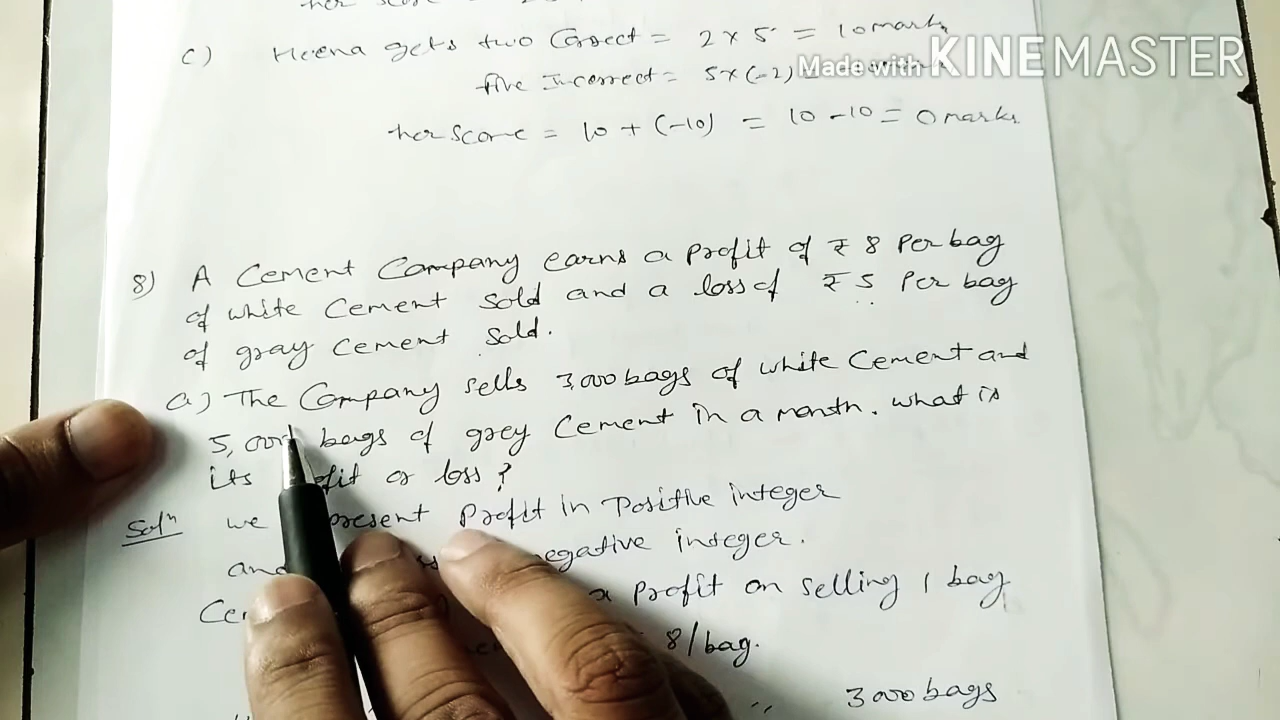 her score =
c) Heena gets two Correct = 2 x 5 = 10 marks
Made with KINEMASTER
five Incorrect = 5 x (-2) =
her score = 10 + (-10) = 10 - 10 = 0 marks
8) A Cement Company earns a profit of ₹ 8 Per bag
of white Cement sold and a loss of ₹ 5 Per bag
of gray Cement sold.
a) The Company sells 3,000 bags of white Cement and
5,000 bags of grey Cement in a month. what is
its profit or loss ?
Solⁿ we present Profit in Positive integer
and negative integer.
a profit on selling 1 bag
8/bag.
,, 3000 bags